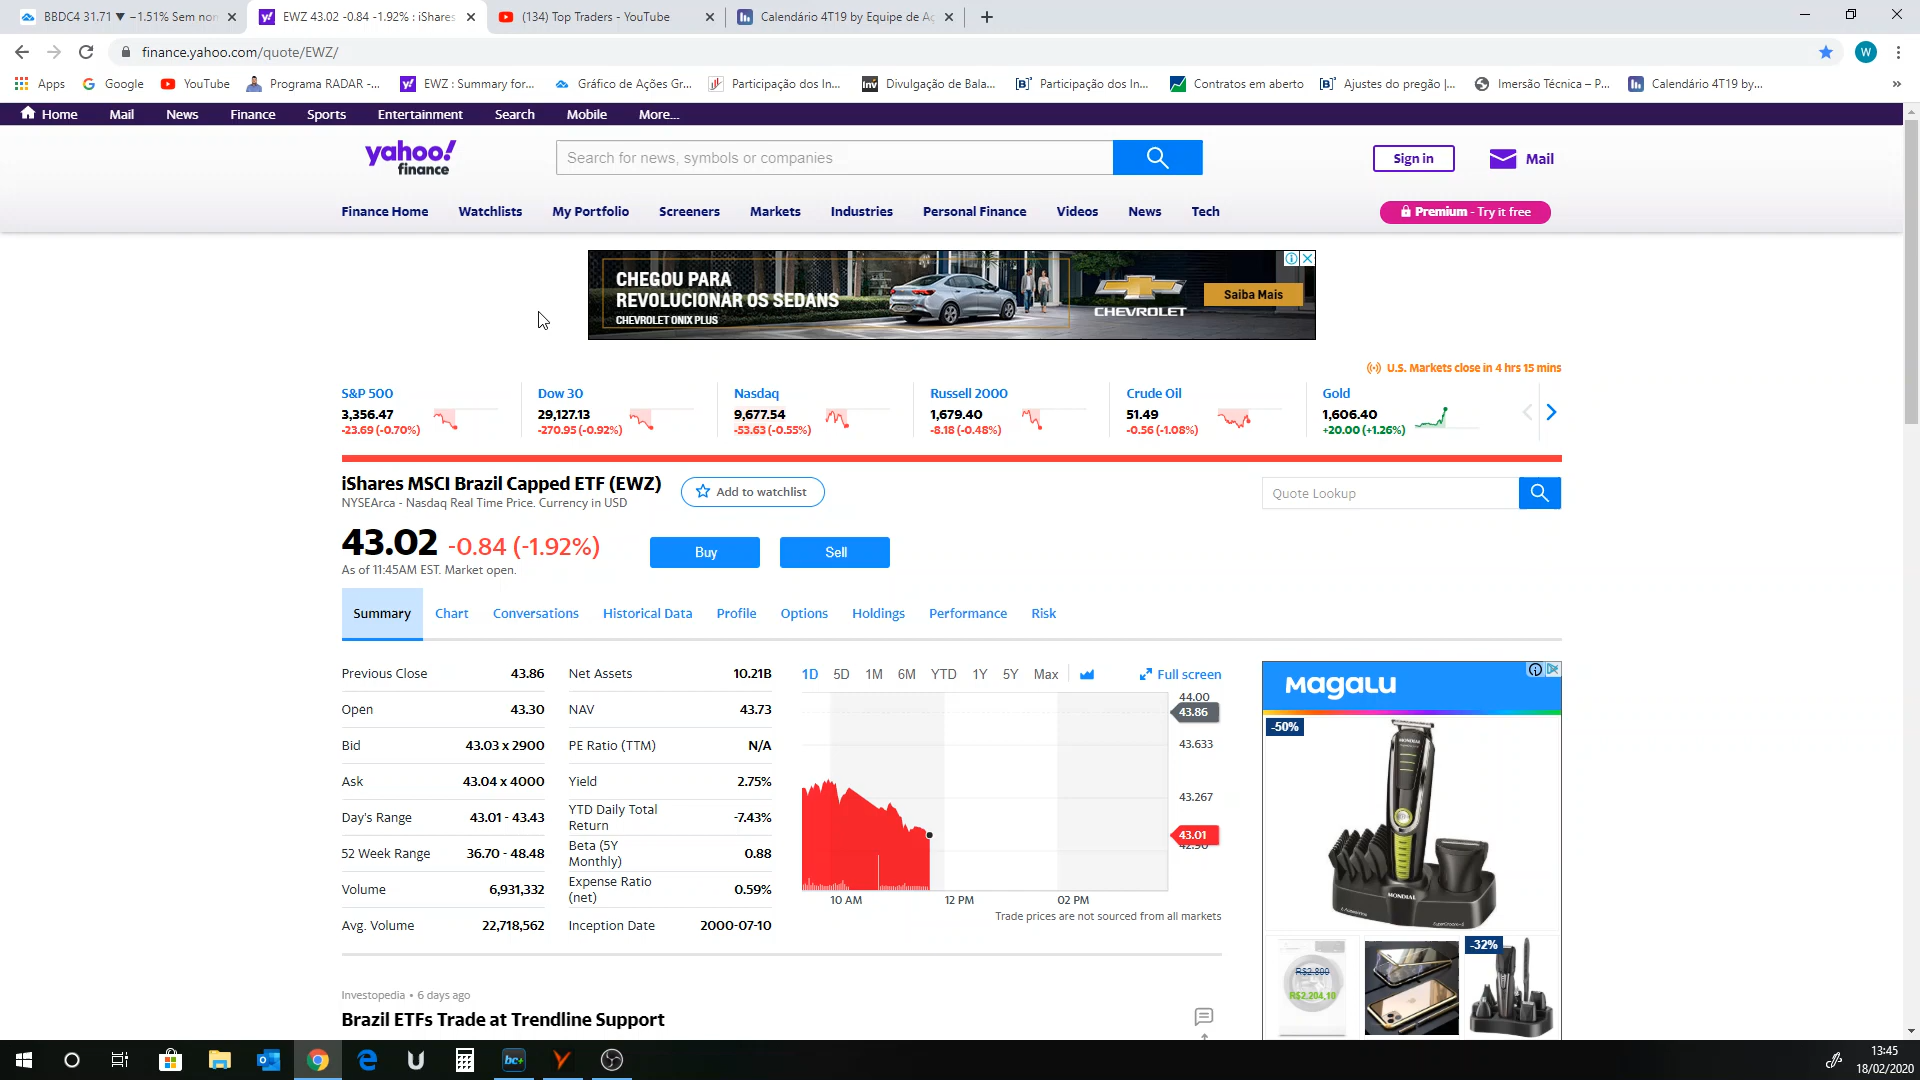 BBDC4 31.71 ▼ −1.51% Sem nor
EWZ 43.02 -0.84 -1.92% : iShares
(134) Top Traders - YouTube
Calendário 4T19 by Equipe de Aç
finance.yahoo.com/quote/EWZ/
W
Apps
Google
YouTube
Programa RADAR -...
EWZ : Summary for...
Gráfico de Ações Gr...
Participação dos In...
Divulgação de Bala...
Participação dos In...
Contratos em aberto
Ajustes do pregão |...
Imersão Técnica – P...
Calendário 4T19 by...
Home
Mail
News
Finance
Sports
Entertainment
Search
Mobile
More...
yahoo!
finance
Search for news, symbols or companies
Sign in
Mail
Finance Home
Watchlists
My Portfolio
Screeners
Markets
Industries
Personal Finance
Videos
News
Tech
Premium - Try it free
CHEGOU PARA
REVOLUCIONAR OS SEDANS
CHEVROLET ONIX PLUS
CHEVROLET
Saiba Mais
U.S. Markets close in 4 hrs 15 mins
S&P 500
3,356.47
-23.69 (-0.70%)
Dow 30
29,127.13
-270.95 (-0.92%)
Nasdaq
9,677.54
-53.63 (-0.55%)
Russell 2000
1,679.40
-8.18 (-0.48%)
Crude Oil
51.49
-0.56 (-1.08%)
Gold
1,606.40
+20.00 (+1.26%)
iShares MSCI Brazil Capped ETF (EWZ)
Add to watchlist
NYSEArca - Nasdaq Real Time Price. Currency in USD
Quote Lookup
43.02 -0.84 (-1.92%)
As of 11:45AM EST. Market open.
Buy
Sell
Summary
Chart
Conversations
Historical Data
Profile
Options
Holdings
Performance
Risk
Previous Close 43.86
Open 43.30
Bid 43.03 x 2900
Ask 43.04 x 4000
Day's Range 43.01 - 43.43
52 Week Range 36.70 - 48.48
Volume 6,931,332
Avg. Volume 22,718,562
Net Assets 10.21B
NAV 43.73
PE Ratio (TTM) N/A
Yield 2.75%
YTD Daily Total
Return -7.43%
Beta (5Y
Monthly) 0.88
Expense Ratio
(net) 0.59%
Inception Date 2000-07-10
1D 5D 1M 6M YTD 1Y 5Y Max
Full screen
44.00
43.86
43.633
43.267
43.01
10 AM
12 PM
02 PM
Trade prices are not sourced from all markets
MAGALU
-50%
MONDIAL
MONDIAL
R$2.800
R$2.204,10
-32%
Investopedia • 6 days ago
Brazil ETFs Trade at Trendline Support
bc+
13:45
18/02/2020